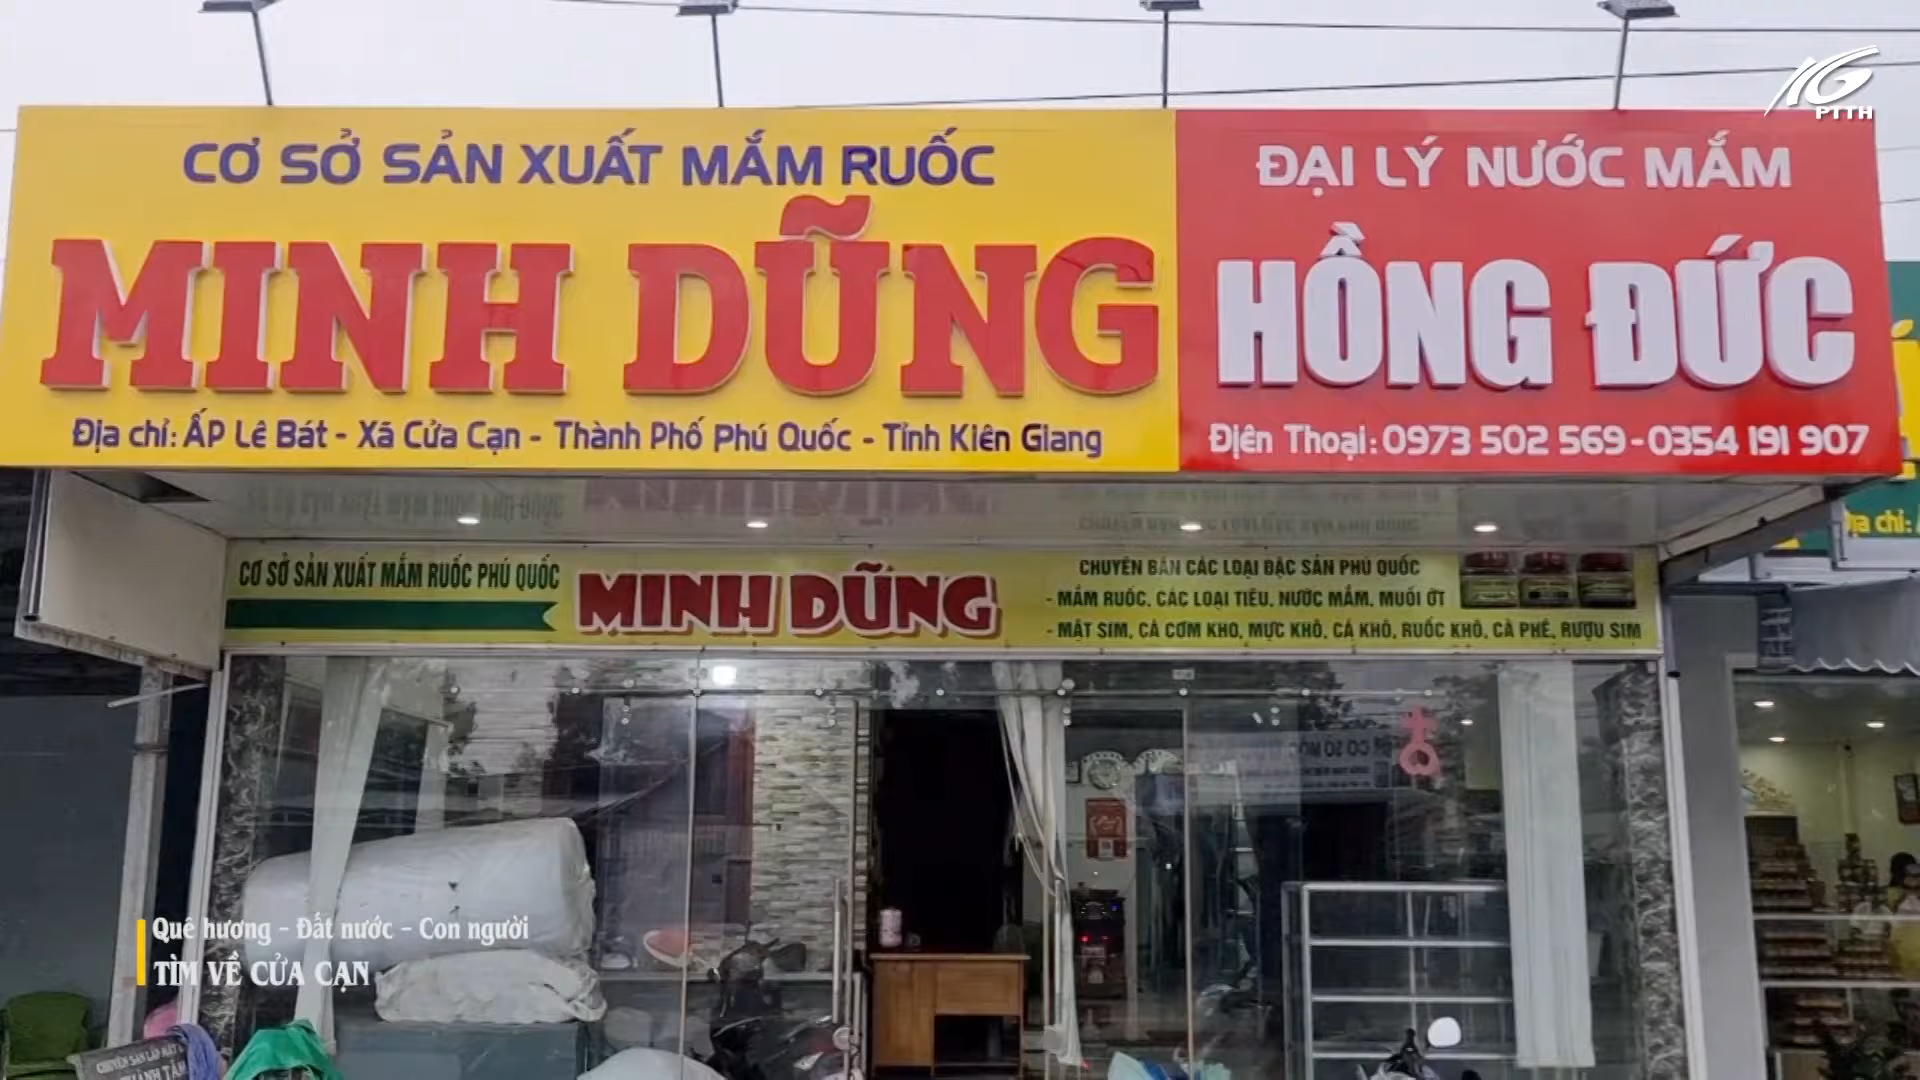 PTTH
CƠ SỞ SẢN XUẤT MẮM RUỐC
MINH DŨNG
Địa chỉ: ẤP Lê Bát - Xã Cửa Cạn - Thành Phố Phú Quốc - Tỉnh Kiên Giang
ĐẠI LÝ NƯỚC MẮM
HỒNG ĐỨC
Điện Thoại: 0973 502 569 - 0354 191 907
Địa chỉ:
CƠ SỞ SẢN XUẤT MẮM RUỐC PHÚ QUỐC
MINH DŨNG
CHUYÊN BÁN CÁC LOẠI ĐẶC SẢN PHÚ QUỐC
- MẮM RUỐC, CÁC LOẠI TIÊU, NƯỚC MẮM, MUỐI ỚT
- MẬT SIM, CÁ CƠM KHO, MỰC KHÔ, CÁ KHÔ, RUỐC KHÔ, CÀ PHÊ, RƯỢU SIM
Quê hương - Đất nước - Con người
TÌM VỀ CỬA CẠN